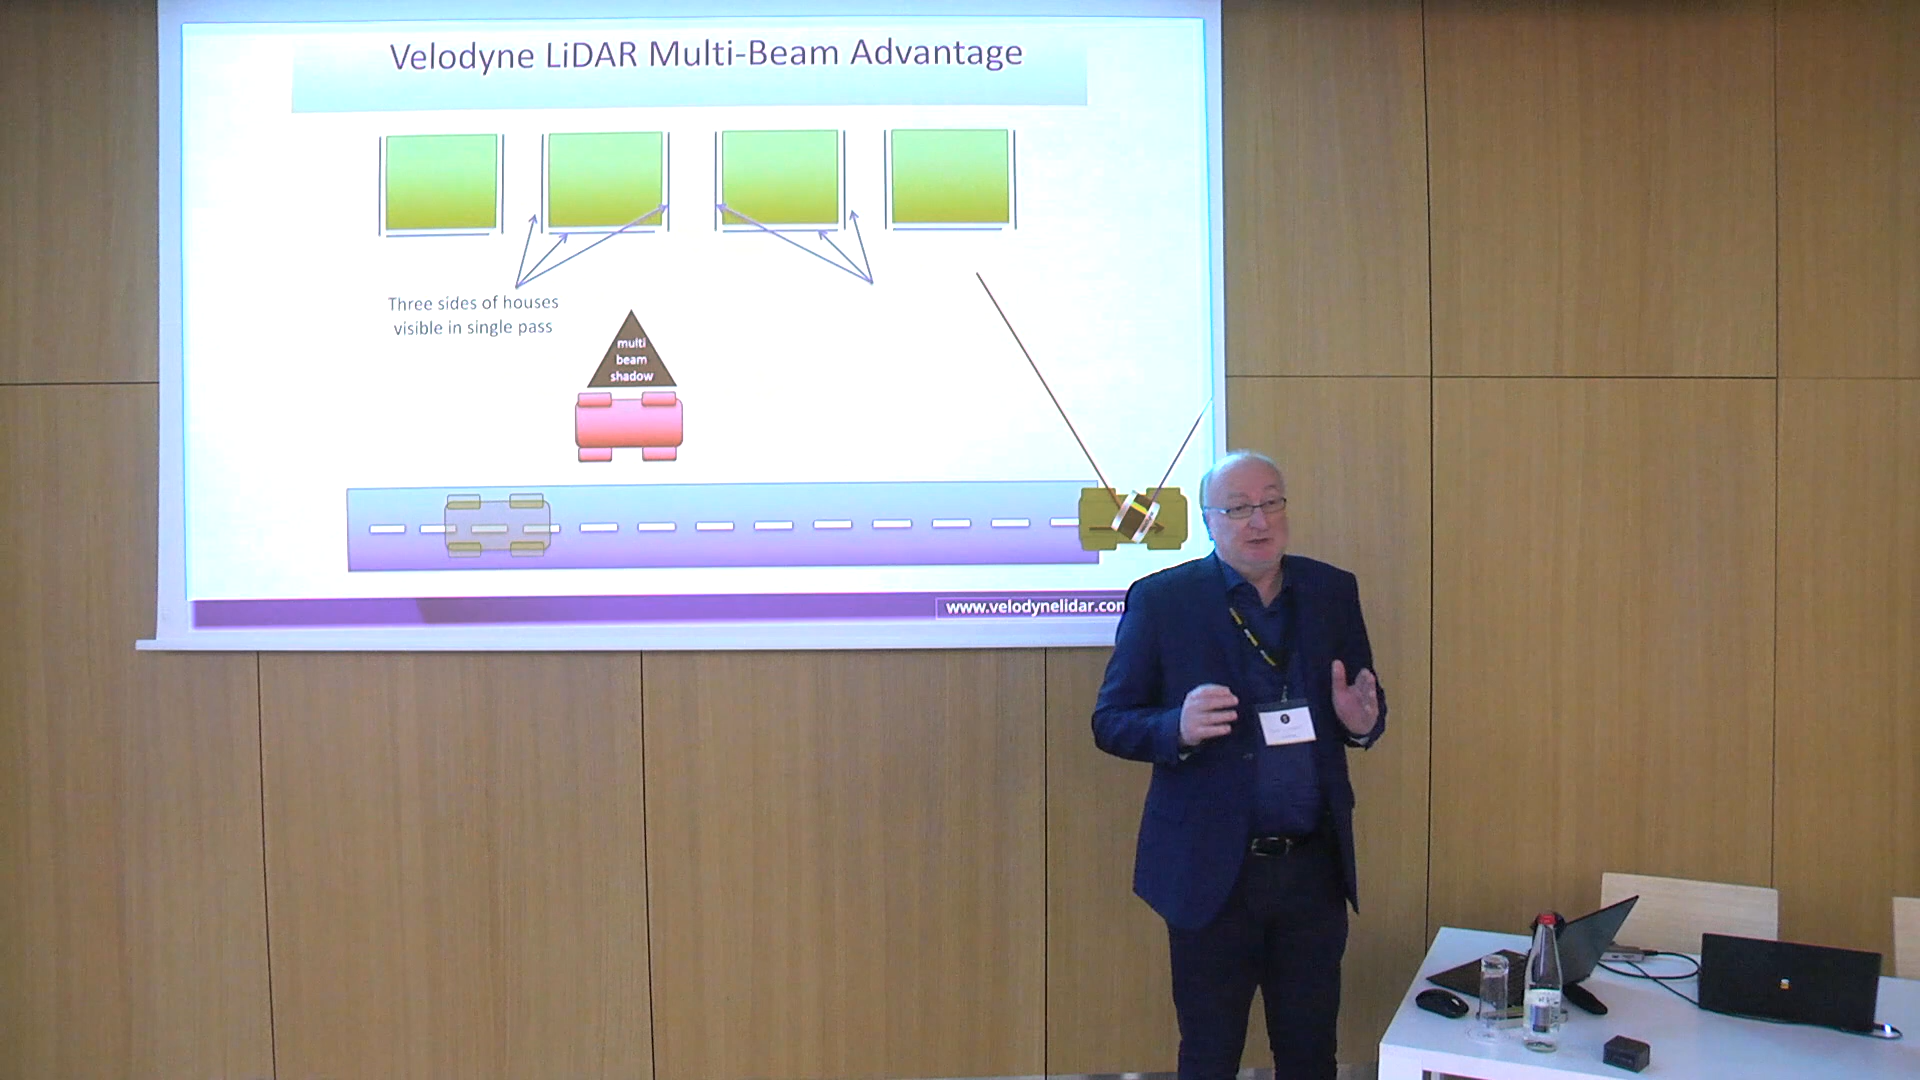 Velodyne LiDAR Multi-Beam Advantage
Three sides of houses
visible in single pass
multi
beam
shadow
www.velodynelidar.com